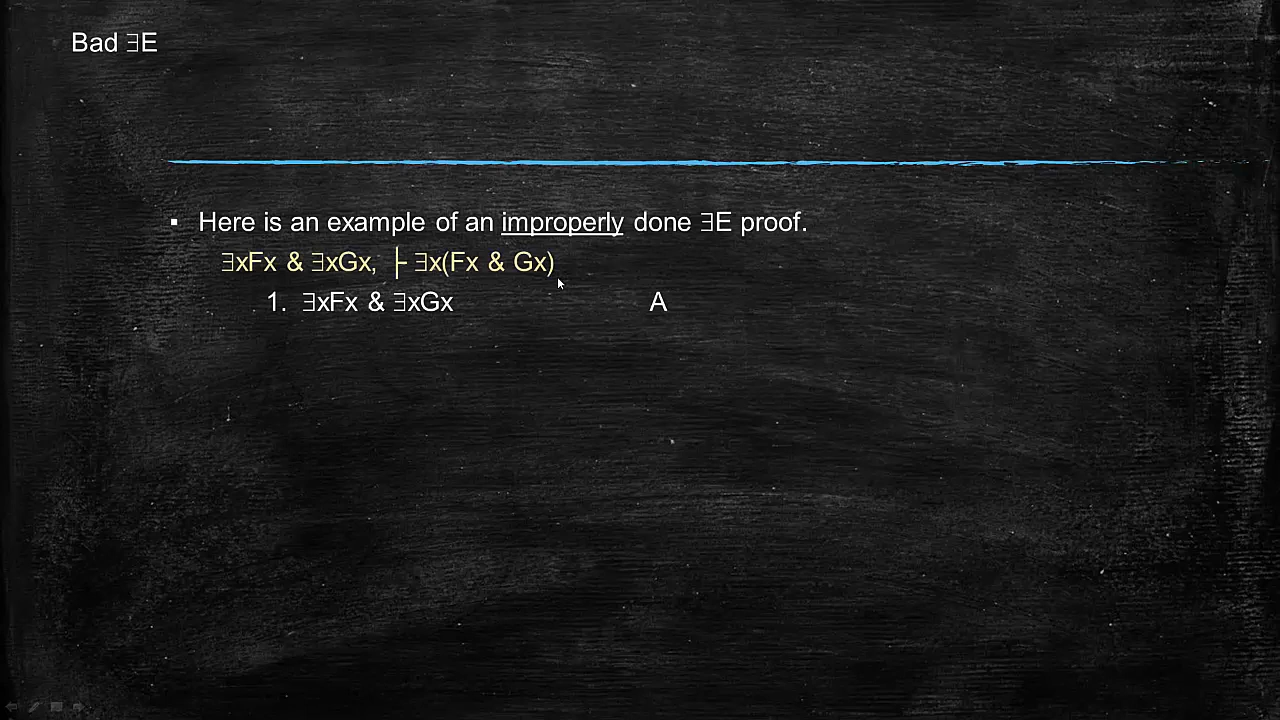 Bad ∃E
▪ Here is an example of an improperly done ∃E proof.
∃xFx & ∃xGx, ├ ∃x(Fx & Gx)
1. ∃xFx & ∃xGx A